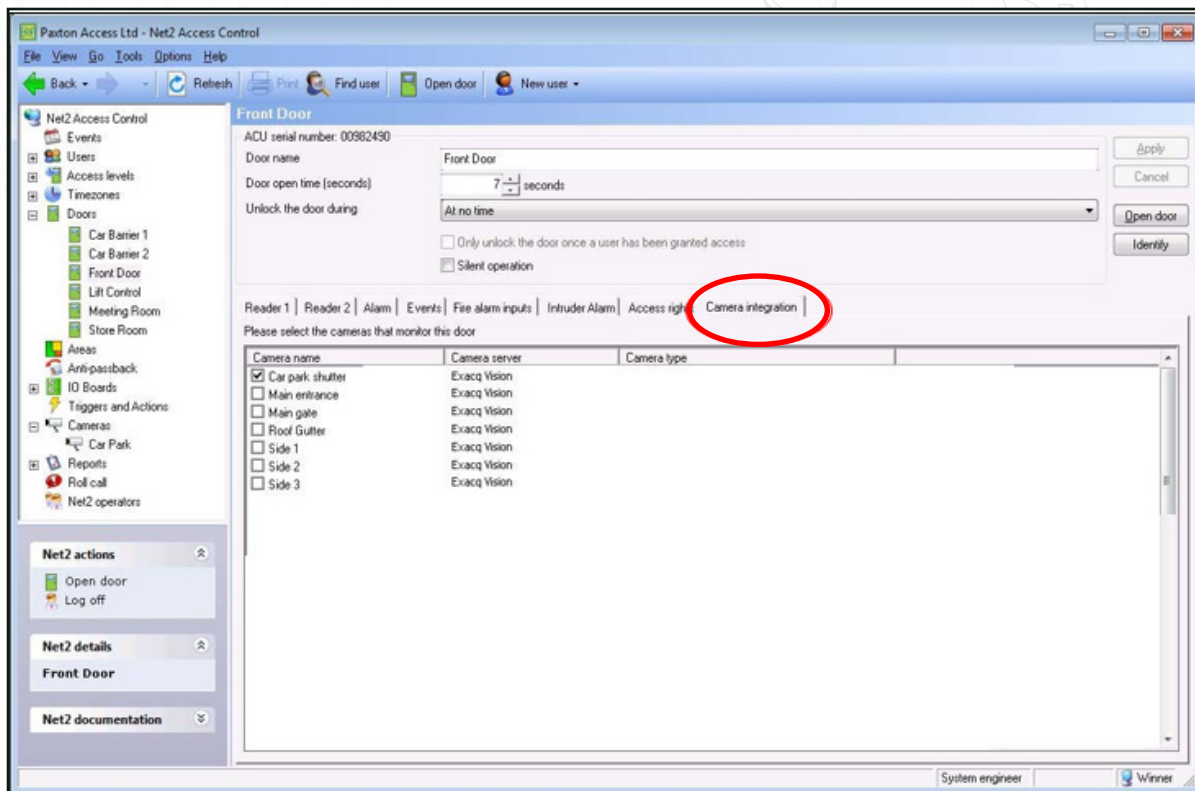 Paxton Access Ltd - Net2 Access Control
File View Go Tools Options Help
Back Refresh Print Find user Open door New user
Net2 Access Control
Events
Users
Access levels
Timezones
Doors
Car Barrier 1
Car Barrier 2
Front Door
Lift Control
Meeting Room
Store Room
Areas
Anti-passback
IO Boards
Triggers and Actions
Cameras
Car Park
Reports
Roll call
Net2 operators
Net2 actions
Open door
Log off
Net2 details
Front Door
Net2 documentation
Front Door
ACU serial number: 00982490
Door name Front Door
Door open time (seconds) 7 seconds
Unlock the door during At no time
Only unlock the door once a user has been granted access
Silent operation
Apply
Cancel
Open door
Identify
Reader 1 Reader 2 Alarm Events Fire alarm inputs Intruder Alarm Access rights Camera integration
Please select the cameras that monitor this door
Camera name Camera server Camera type
Car park shutter Exacq Vision
Main entrance Exacq Vision
Main gate Exacq Vision
Roof Gutter Exacq Vision
Side 1 Exacq Vision
Side 2 Exacq Vision
Side 3 Exacq Vision
System engineer Winner